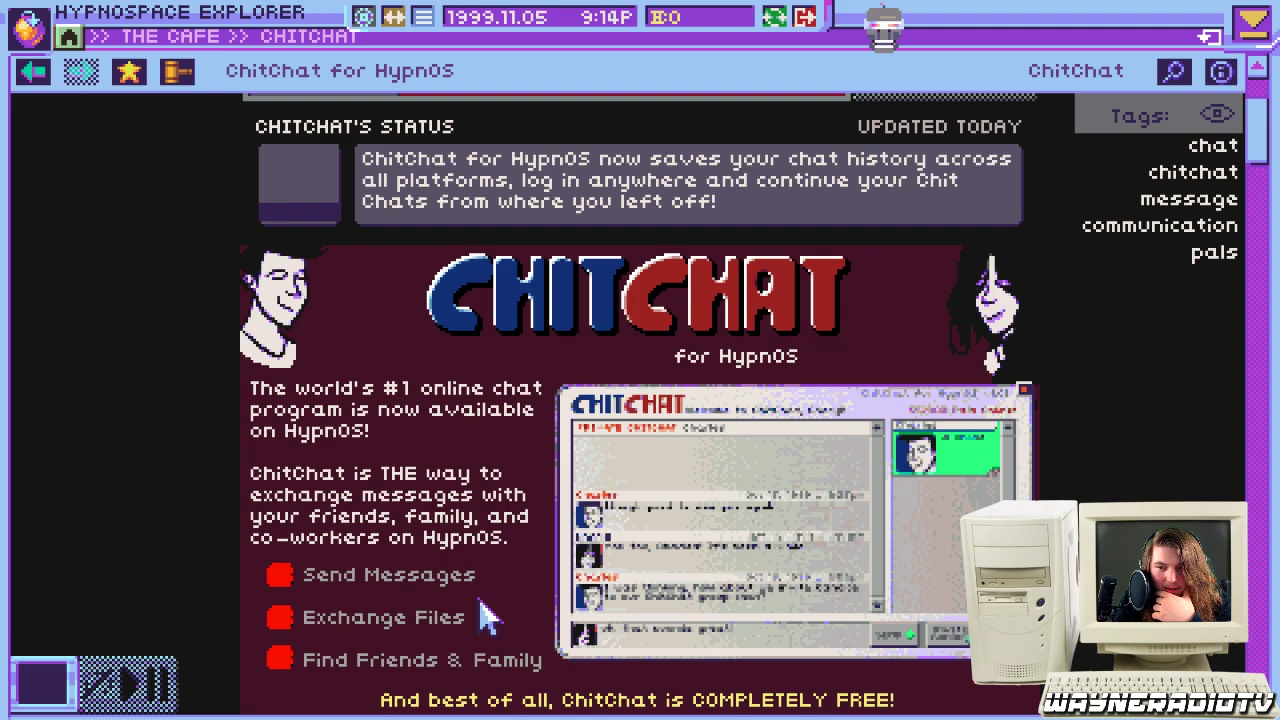 HYPNOSPACE EXPLORER
1999.11.05 9:14P
:0
>> THE CAFE >> CHITCHAT
ChitChat for HypnOS
ChitChat
CHITCHAT'S STATUS
UPDATED TODAY
ChitChat for HypnOS now saves your chat history across
all platforms, log in anywhere and continue your Chit
Chats from where you left off!
Tags:
chat
chitchat
message
communication
pals
CHITCHAT
for HypnOS
The world's #1 online chat
program is now available
on HypnOS!
ChitChat is THE way to
exchange messages with
your friends, family, and
co-workers on HypnOS.
Send Messages
Exchange Files
Find Friends & Family
CHITCHAT
And best of all, ChitChat is COMPLETELY FREE!
WAYNERADIOTV